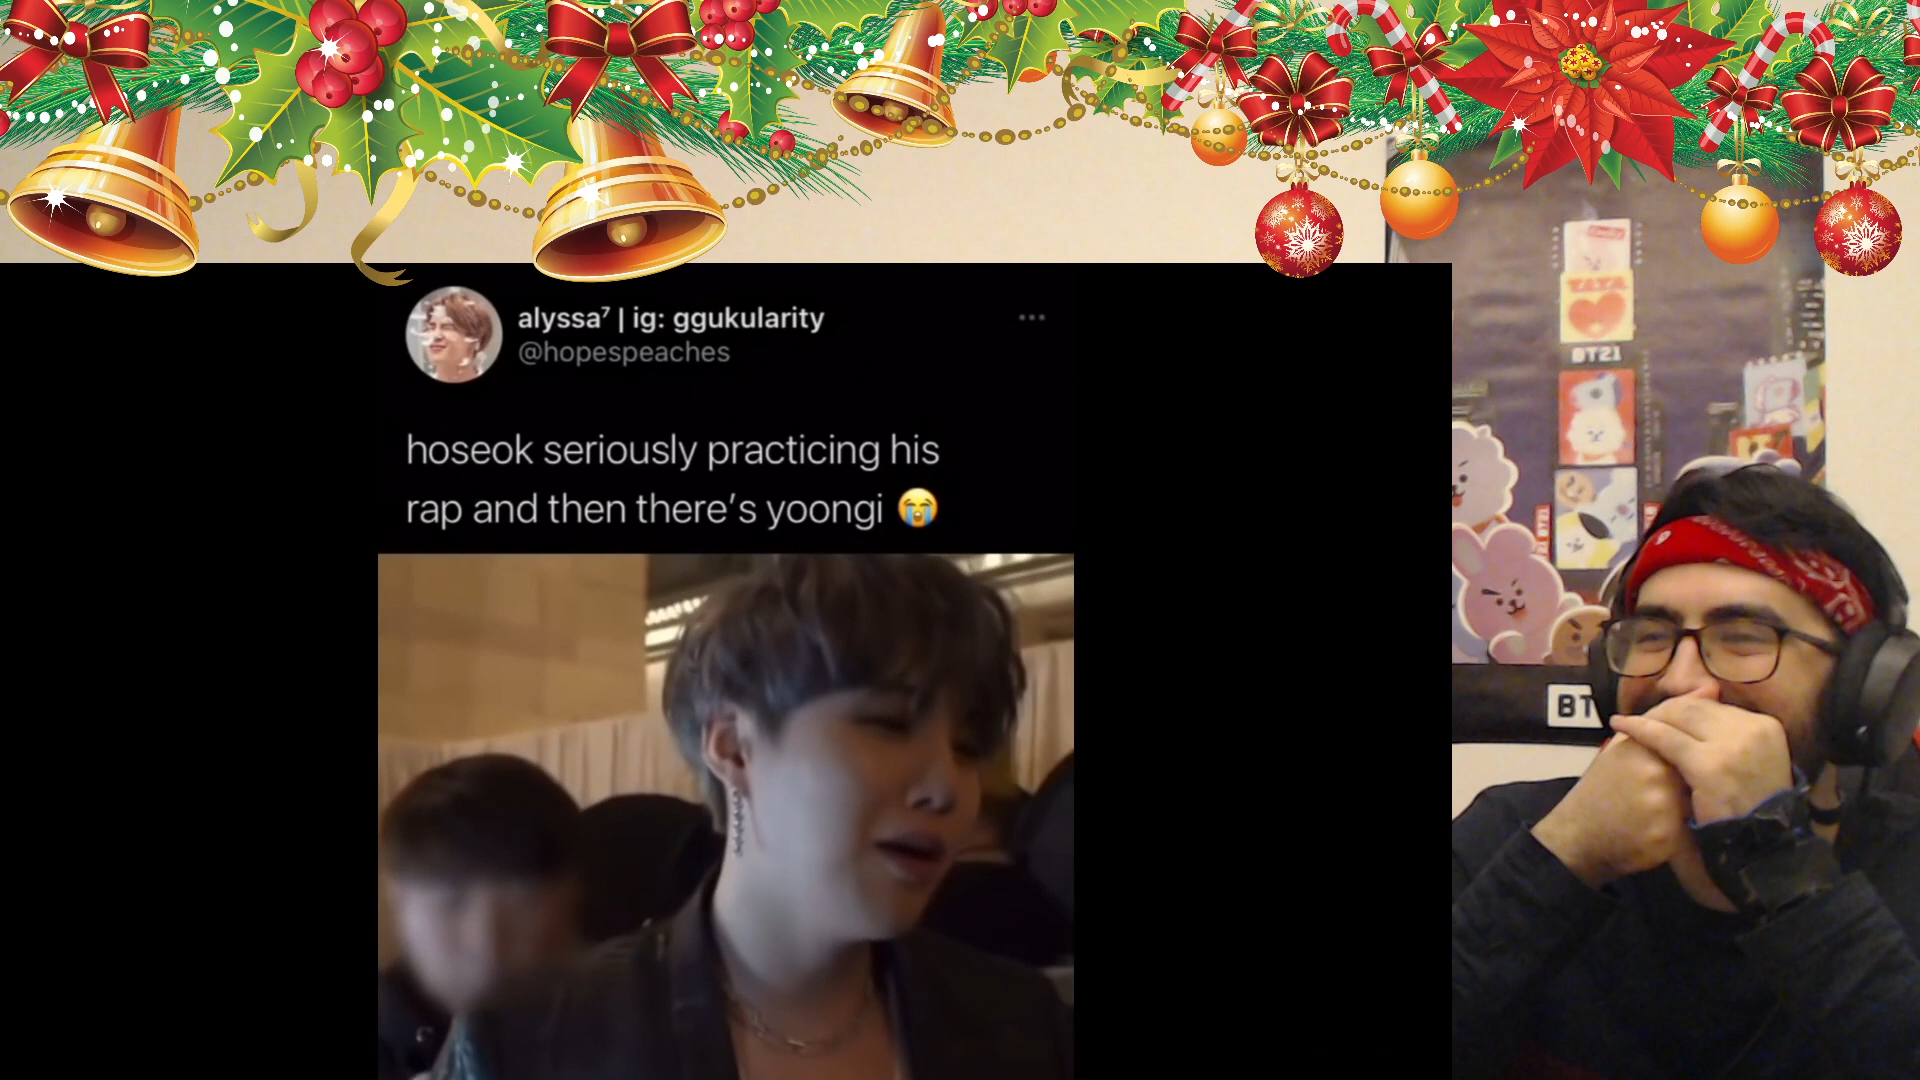 alyssa⁷ | ig: ggukularity
@hopespeaches
hoseok seriously practicing his
rap and then there's yoongi 😭
BT21
BT